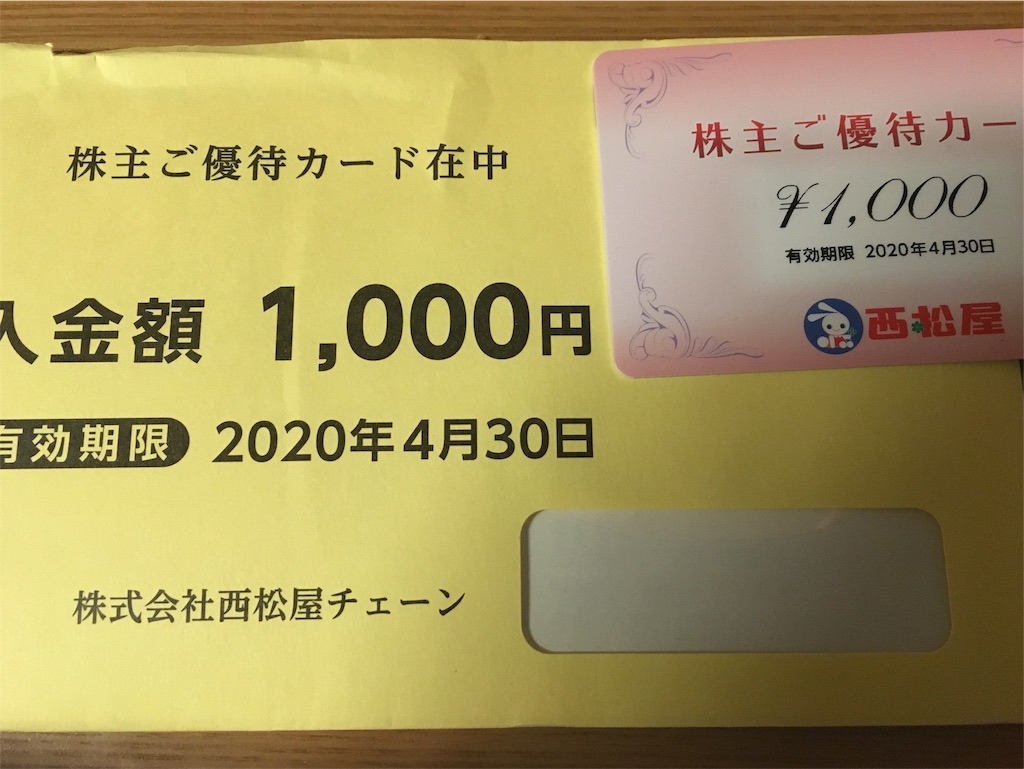 株主ご優待カード在中
入金額 1,000円
有効期限 2020年4月30日
株式会社西松屋チェーン
株主ご優待カー
¥1,000
有効期限 2020年4月30日
西松屋